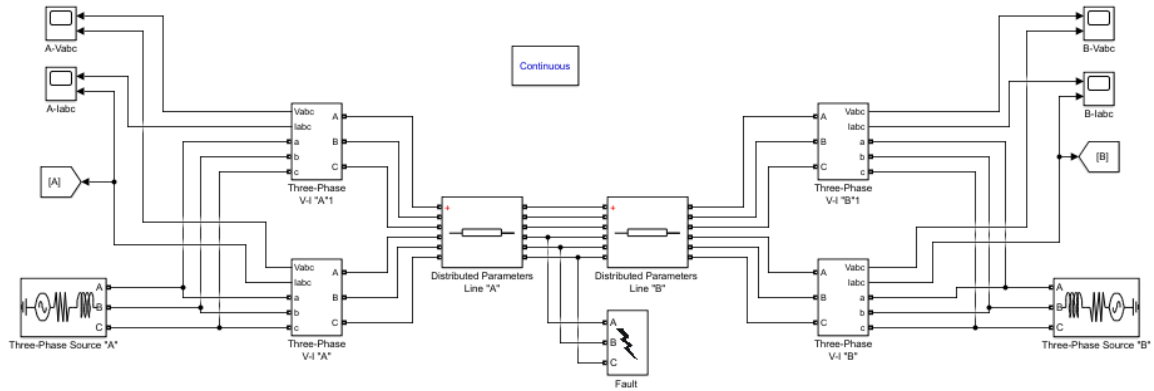 A-Vabc
A-Iabc
[A]
Continuous
B-Vabc
B-Iabc
[B]
Vabc
Iabc
a
b
c
A
B
C
Three-Phase
V-I "A"1
A
B
C
Vabc
Iabc
a
b
c
Three-Phase
V-I "B"1
+
Distributed Parameters
Line "A"
+
Distributed Parameters
Line "B"
A
B
C
Three-Phase Source "A"
Vabc
Iabc
a
b
c
A
B
C
Three-Phase
V-I "A"
A
B
C
Fault
A
B
C
Vabc
Iabc
a
b
c
Three-Phase
V-I "B"
A
B
C
Three-Phase Source "B"